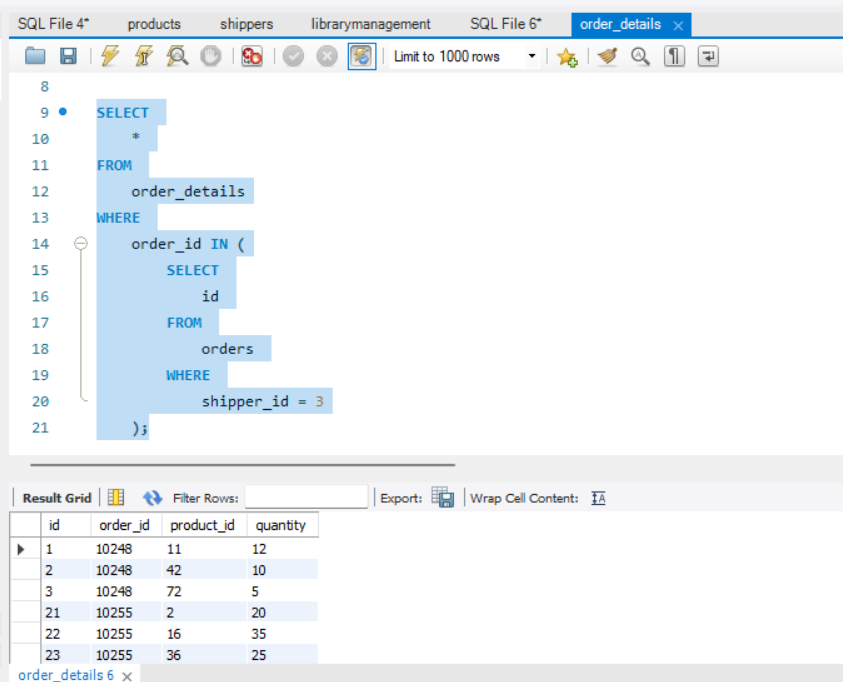 SQL File 4* products shippers librarymanagement SQL File 6* order_details
Limit to 1000 rows
8
9 SELECT
10 *
11 FROM
12 order_details
13 WHERE
14 order_id IN (
15 SELECT
16 id
17 FROM
18 orders
19 WHERE
20 shipper_id = 3
21 );
Result Grid Filter Rows: Export: Wrap Cell Content: IA
id order_id product_id quantity
1 10248 11 12
2 10248 42 10
3 10248 72 5
21 10255 2 20
22 10255 16 35
23 10255 36 25
order_details 6